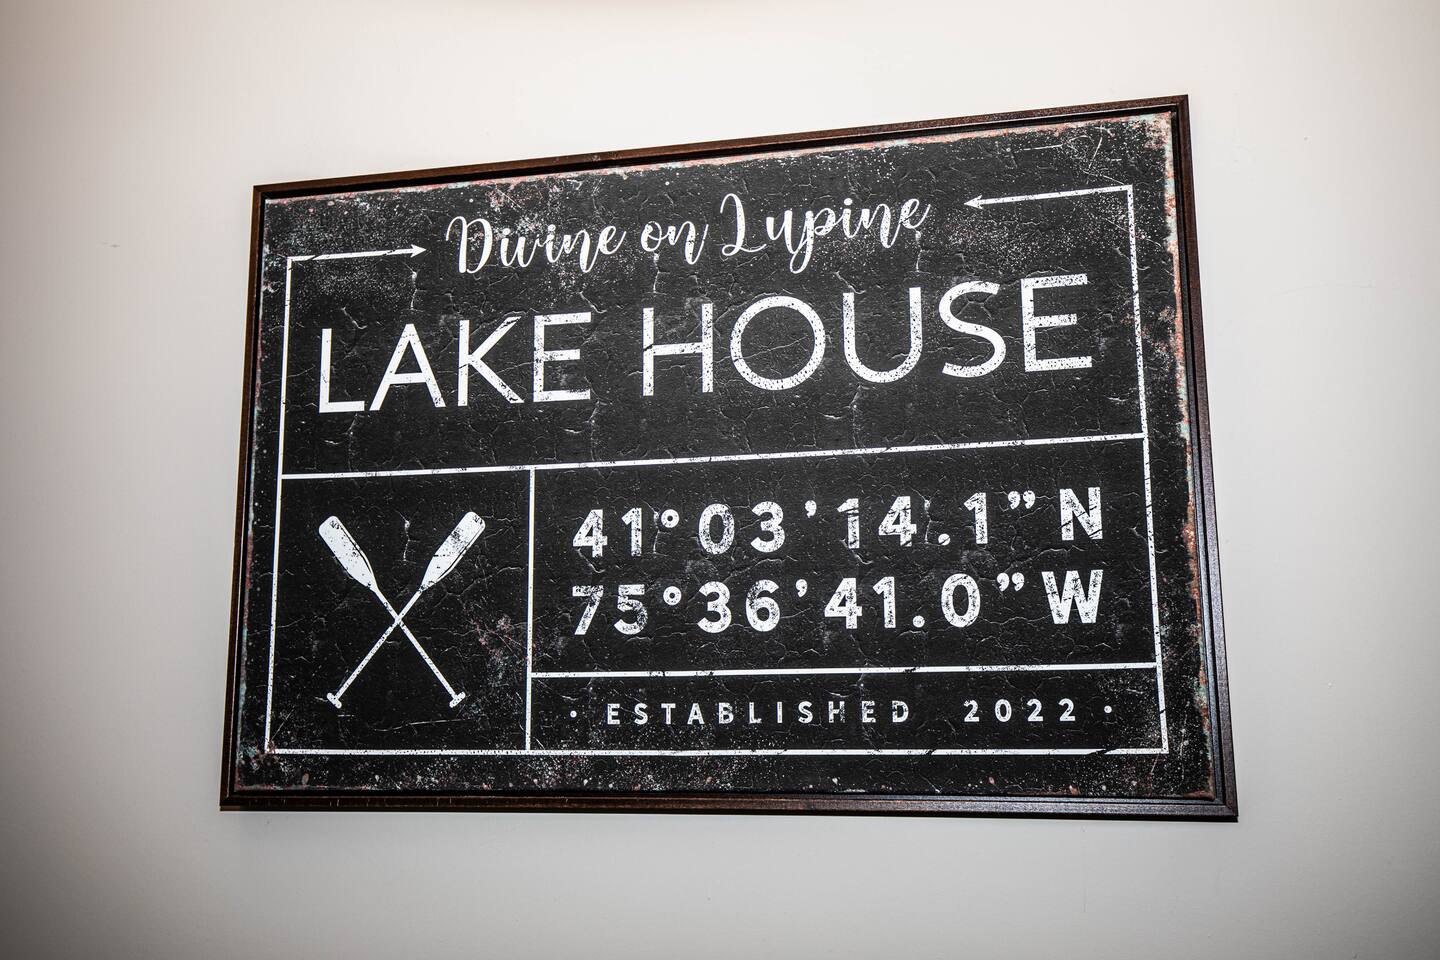 Divine on Lupine
LAKE HOUSE
41°03’14.1” N
75°36’41.0” W
· ESTABLISHED 2022 ·